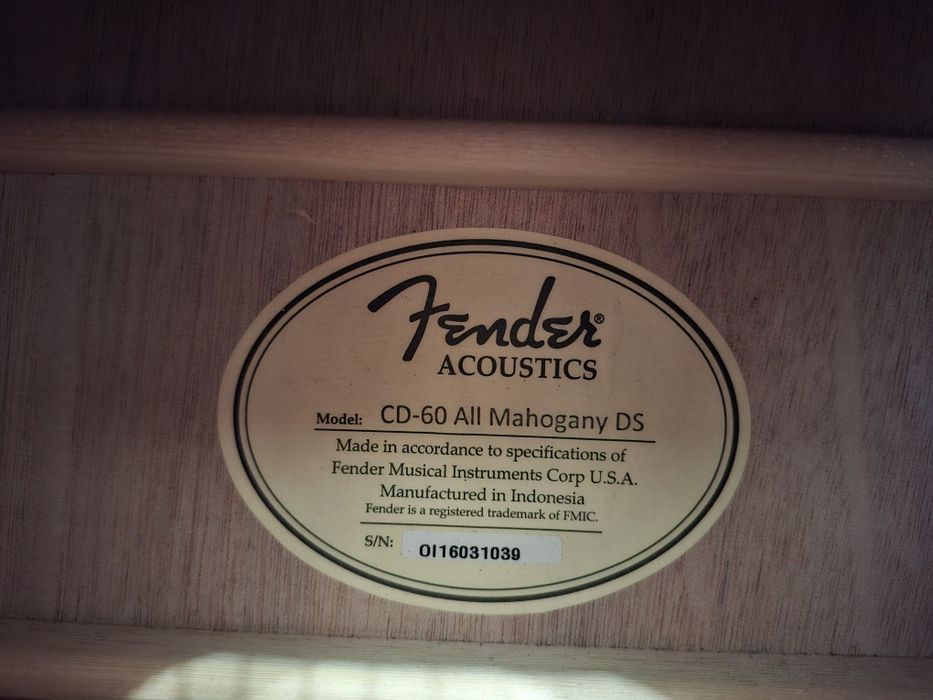 Fender®
ACOUSTICS
Model: CD-60 All Mahogany DS
Made in accordance to specifications of
Fender Musical Instruments Corp U.S.A.
Manufactured in Indonesia
Fender is a registered trademark of FMIC.
S/N: OI16031039